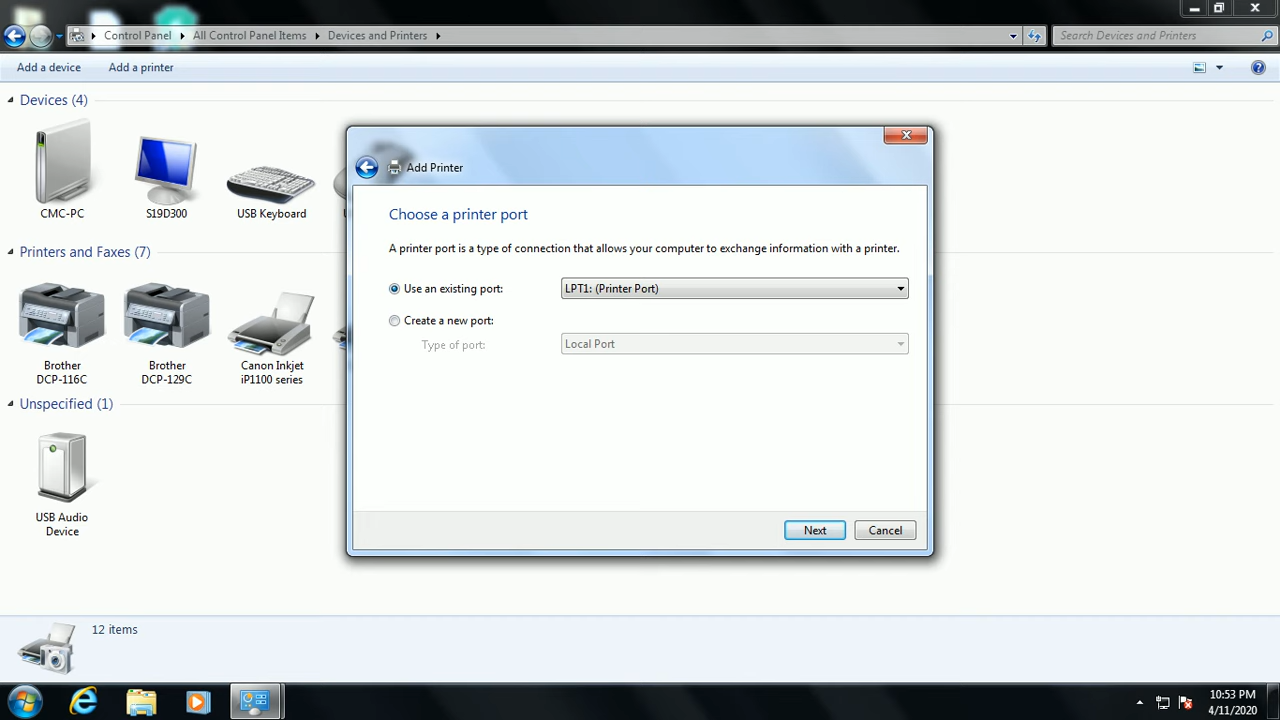 Control Panel
All Control Panel Items
Devices and Printers
Search Devices and Printers
Add a device
Add a printer
Devices (4)
CMC-PC
S19D300
USB Keyboard
Printers and Faxes (7)
Brother
DCP-116C
Brother
DCP-129C
Canon Inkjet
iP1100 series
Unspecified (1)
USB Audio
Device
Add Printer
Choose a printer port
A printer port is a type of connection that allows your computer to exchange information with a printer.
Use an existing port:
LPT1: (Printer Port)
Create a new port:
Type of port:
Local Port
Next
Cancel
12 items
10:53 PM
4/11/2020